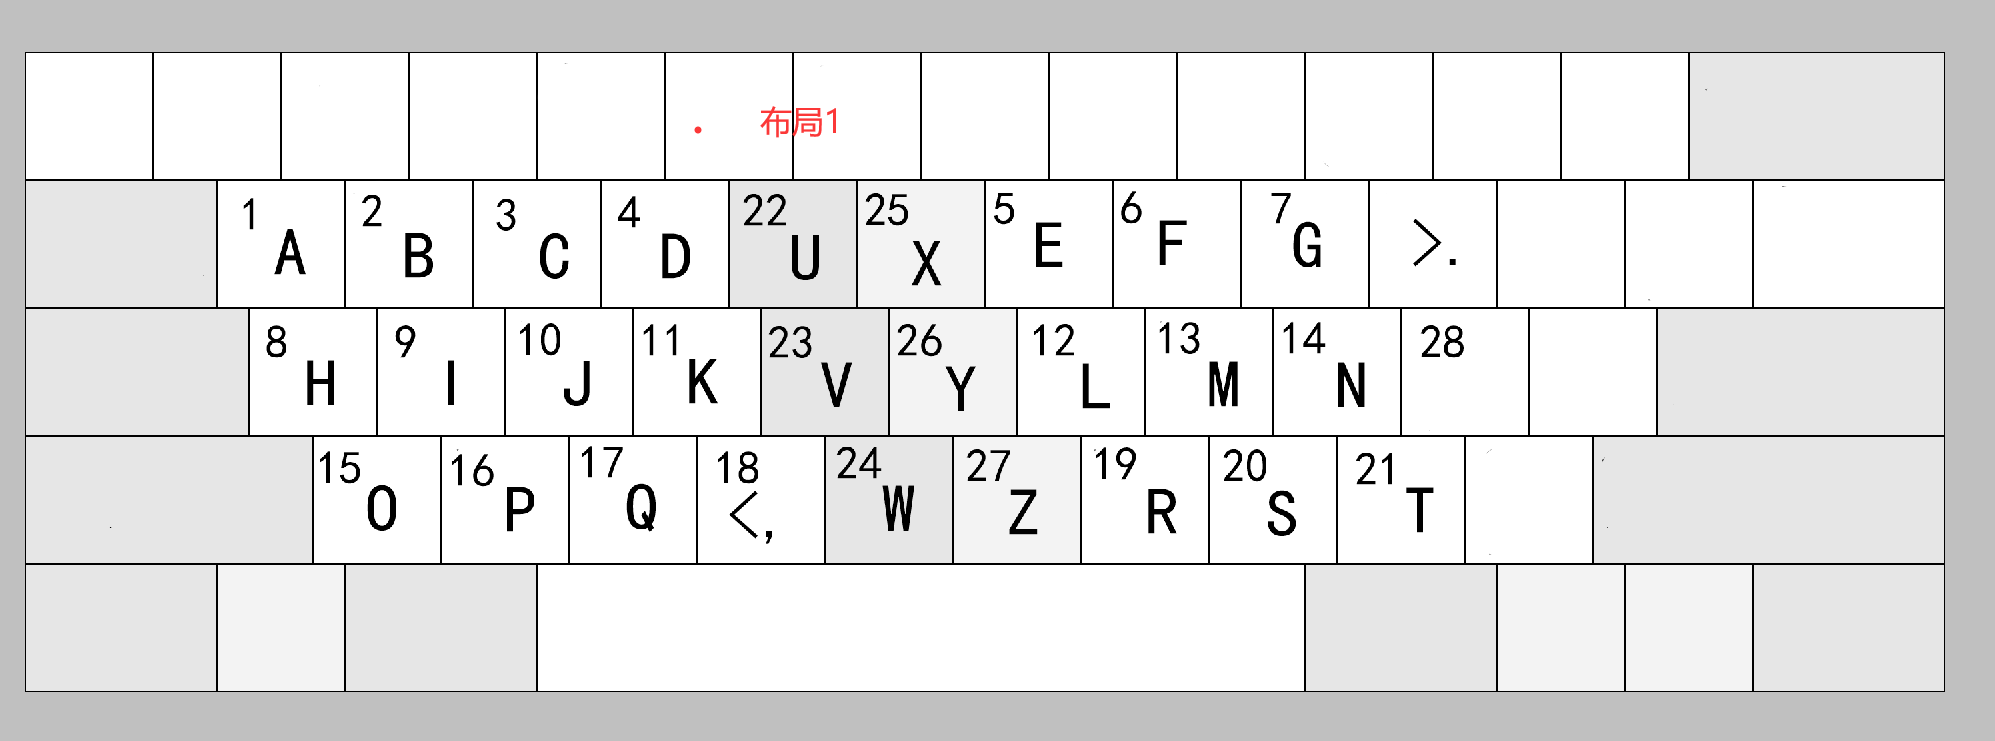 布局1
1 A 2 B 3 C 4 D 22 U 25 X 5 E 6 F 7 G >.
8 H 9 I 10 J 11 K 23 V 26 Y 12 L 13 M 14 N 28
15 O 16 P 17 Q 18 <, 24 W 27 Z 19 R 20 S 21 T